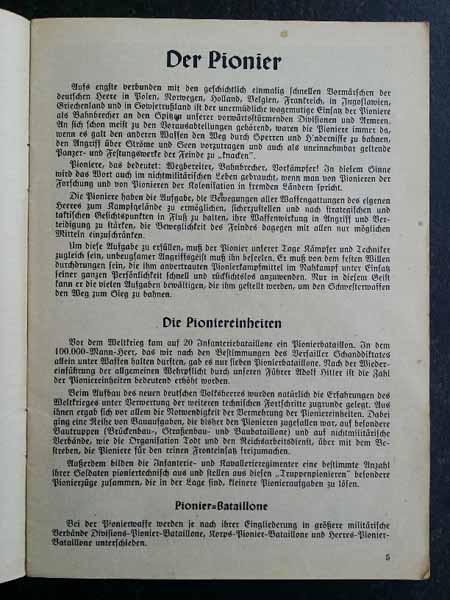 Der Pionier
Aufs engste verbunden mit den geschichtlich einmalig schnellen Vormärschen der
deutschen Heere in Polen, Norwegen, Holland, Belgien, Frankreich, in Jugoslawien,
Griechenland und in Sowjetrußland ist der unermüdliche wagemutige Einsatz der Pioniere
als Bahnbrecher an den Spitzen unserer vorwärtsstürmenden Divisionen und Armeen.
An sich schon meist zu den Vorausabteilungen gehörend, waren die Pioniere immer da,
wenn es galt den anderen Waffen den Weg durch Sperren und Hindernisse zu bahnen,
den Angriff über Ströme und Seen vorzutragen und auch als uneinnehmbar geltende
Panzer- und Festungswerke der Feinde zu „knacken“.
Pioniere, das bedeutet: Wegbereiter, Bahnbrecher, Vorkämpfer! In diesem Sinne
wird das Wort auch im nichtmilitärischen Leben gebraucht, wenn man von Pionieren der
Forschung und von Pionieren der Kolonisation in fremden Ländern spricht.
Die Pioniere haben die Aufgabe, die Bewegungen aller Waffengattungen des eigenen
Heeres zum Kampfgelände zu ermöglichen, sicherzustellen und nach strategischen und
taktischen Gesichtspunkten in Fluß zu halten, ihre Waffenwirkung in Angriff und Ver-
teidigung zu stärken, die Beweglichkeit des Feindes dagegen mit allen nur möglichen
Mitteln einzuschränken.
Um diese Aufgabe zu erfüllen, muß der Pionier unserer Tage Kämpfer und Techniker
zugleich sein, unbeugsamer Angriffsgeist muß ihn beseelen. Er muß von dem festen Willen
durchdrungen sein, die ihm anvertrauten Pionierkampfmittel im Nahkampf unter Einsatz
seiner ganzen Persönlichkeit schnell und rücksichtslos anzuwenden. Nur in diesem Geist
kann er die vielen Aufgaben bewältigen, die ihm gestellt werden, um den Schwesterwaffen
den Weg zum Sieg zu bahnen.
Die Pioniereinheiten
Vor dem Weltkrieg kam auf 20 Infanteriebataillone ein Pionierbataillon. In dem
100.000-Mann-Heer, das wir nach den Bestimmungen des Versailler Schanddiktates
allein unter Waffen halten durften, gab es nur sieben Pionierbataillone. Nach der Wieder-
einführung der allgemeinen Wehrpflicht durch unseren Führer Adolf Hitler ist die Zahl
der Pioniereinheiten bedeutend erhöht worden.
Beim Aufbau des neuen deutschen Volksheeres wurden natürlich die Erfahrungen des
Weltkrieges unter Verwertung der weiteren technischen Fortschritte zugrunde gelegt. Aus
ihnen ergab sich vor allem die Notwendigkeit der Vermehrung der Pioniereinheiten. Dabei
ging eine Reihe von Bauaufgaben, die bisher den Pionieren zugefallen war, auf besondere
Bautruppen (Brückenbau-, Straßenbau- und Baubataillone) und auf nichtmilitärische
Verbände, wie die Organisation Todt und den Reichsarbeitsdienst, über mit dem Be-
streben, die Pioniere für den reinen Fronteinsatz freizumachen.
Außerdem bilden die Infanterie- und Kavallerieregimenter eine bestimmte Anzahl
ihrer Soldaten pioniertechnisch aus und stellen aus diesen „Truppenpionieren“ besondere
Pionierzüge zusammen, die in der Lage sind, kleinere Pionieraufgaben zu lösen.
Pionier=Bataillone
Bei der Pionierwaffe werden je nach ihrer Eingliederung in größere militärische
Verbände Divisions-Pionier-Bataillone, Korps-Pionier-Bataillone und Heeres-Pionier-
Bataillone unterschieden.
5